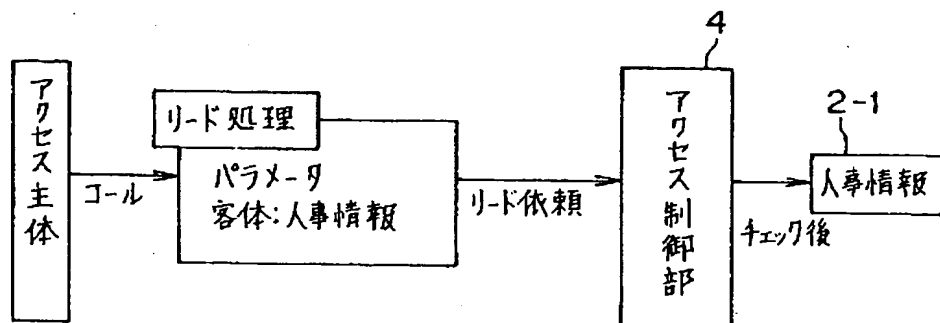 アクセス主体
コール
リード処理
パラメータ
客体:人事情報
リード依頼
4
アクセス制御部
チェック後
2-1
人事情報